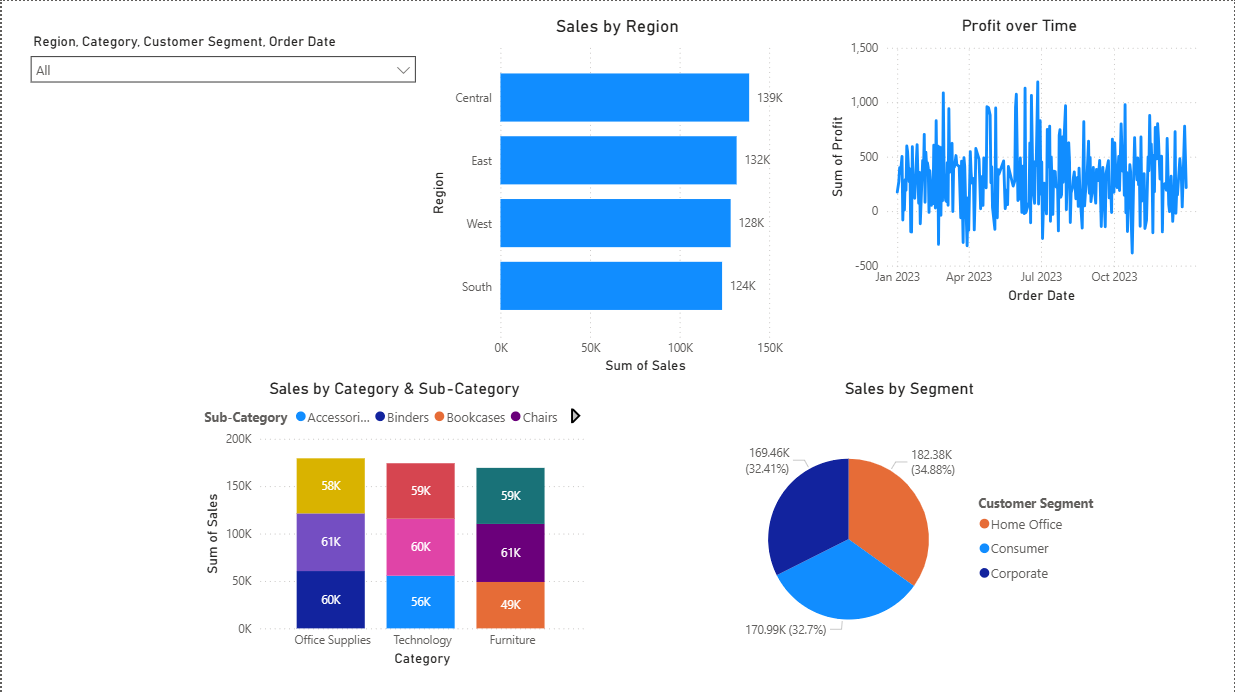 Region, Category, Customer Segment, Order Date
All
Sales by Region
Region
Central
139K
East
132K
West
128K
South
124K
0K 50K 100K 150K
Sum of Sales
Profit over Time
Sum of Profit
1,500
1,000
500
0
-500
Jan 2023 Apr 2023 Jul 2023 Oct 2023
Order Date
Sales by Category & Sub-Category
Sub-Category Accessori... Binders Bookcases Chairs
Sum of Sales
200K
150K
100K
50K
0K
58K 59K 59K
61K 60K 61K
60K 56K 49K
Office Supplies Technology Furniture
Category
Sales by Segment
169.46K
(32.41%)
182.38K
(34.88%)
170.99K (32.7%)
Customer Segment
Home Office
Consumer
Corporate